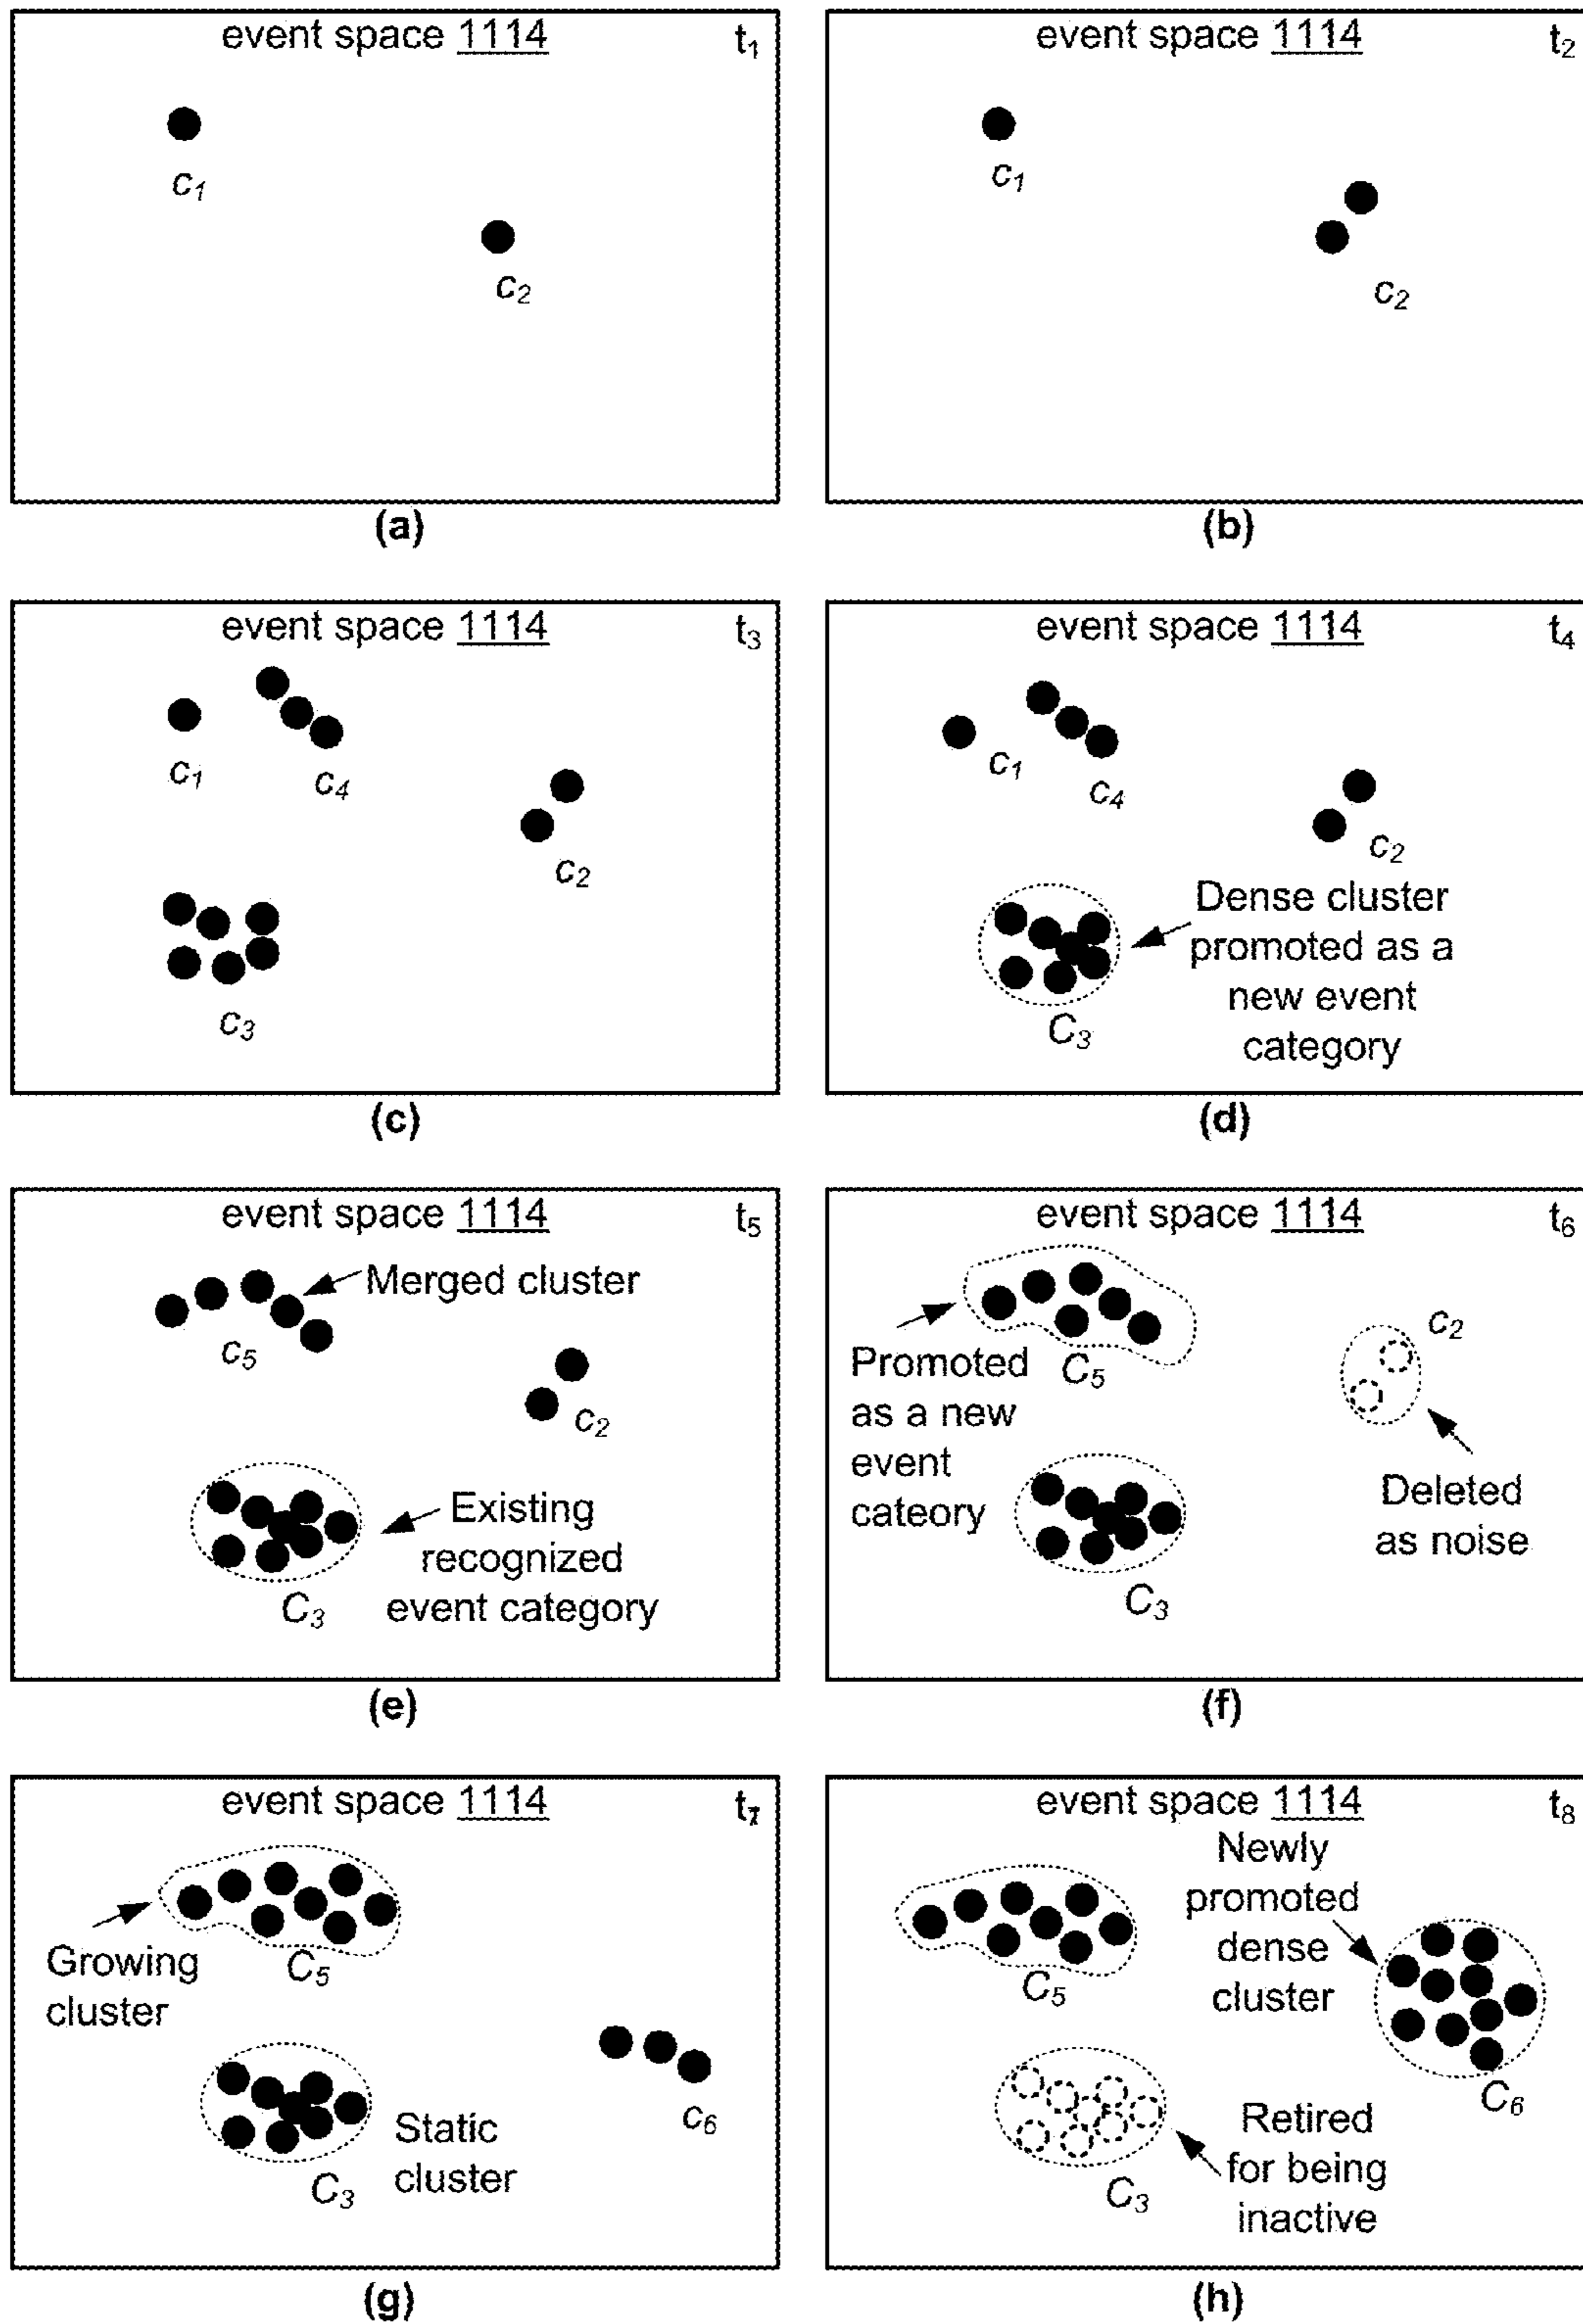 event space 1114 t1
c1
c2
(a)
event space 1114 t2
c1
c2
(b)
event space 1114 t3
c1
c4
c2
c3
(c)
event space 1114 t4
c1
c4
c2
Dense cluster
promoted as a
new event
category
C3
(d)
event space 1114 t5
Merged cluster
c5
c2
Existing
recognized
event category
C3
(e)
event space 1114 t6
c2
Promoted
as a new
event
cateory
C5
Deleted
as noise
C3
(f)
event space 1114 t7
Growing
cluster
C5
c6
Static
cluster
C3
(g)
event space 1114 t8
Newly
promoted
dense
cluster
C5
C6
Retired
for being
inactive
C3
(h)